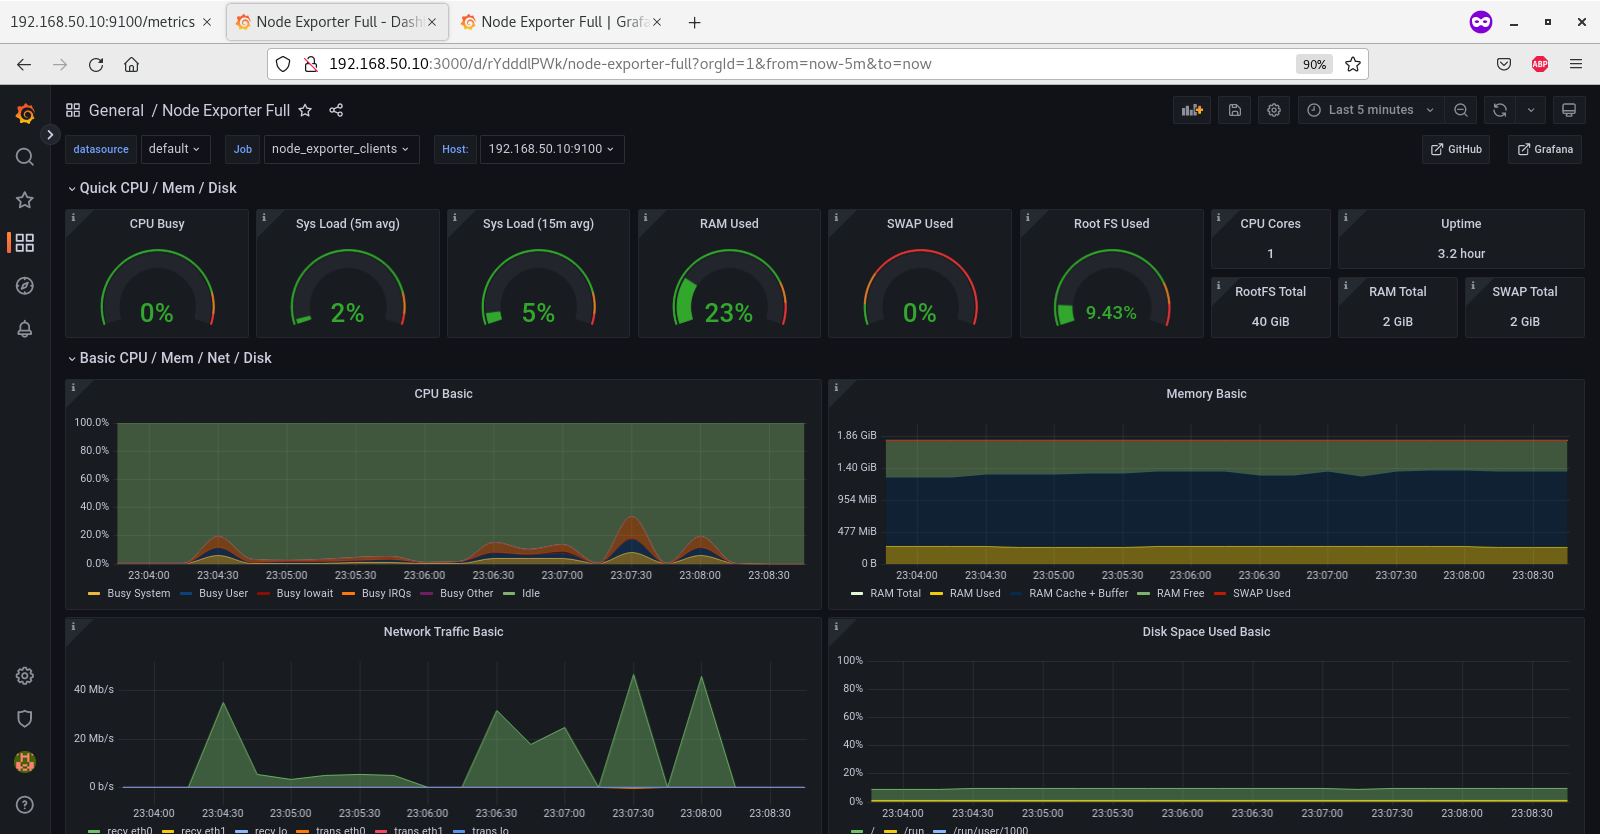 192.168.50.10:9100/metrics
Node Exporter Full - Dash
Node Exporter Full | Grafa
192.168.50.10:3000/d/rYdddlPWk/node-exporter-full?orgId=1&from=now-5m&to=now
90%
ABP
General / Node Exporter Full
Last 5 minutes
datasource default Job node_exporter_clients Host: 192.168.50.10:9100
GitHub
Grafana
Quick CPU / Mem / Disk
CPU Busy
0%
Sys Load (5m avg)
2%
Sys Load (15m avg)
5%
RAM Used
23%
SWAP Used
0%
Root FS Used
9.43%
CPU Cores
1
Uptime
3.2 hour
RootFS Total
40 GiB
RAM Total
2 GiB
SWAP Total
2 GiB
Basic CPU / Mem / Net / Disk
CPU Basic
100.0%
80.0%
60.0%
40.0%
20.0%
0.0%
23:04:00 23:04:30 23:05:00 23:05:30 23:06:00 23:06:30 23:07:00 23:07:30 23:08:00 23:08:30
Busy System Busy User Busy Iowait Busy IRQs Busy Other Idle
Memory Basic
1.86 GiB
1.40 GiB
954 MiB
477 MiB
0 B
23:04:00 23:04:30 23:05:00 23:05:30 23:06:00 23:06:30 23:07:00 23:07:30 23:08:00 23:08:30
RAM Total RAM Used RAM Cache + Buffer RAM Free SWAP Used
Network Traffic Basic
40 Mb/s
20 Mb/s
0 b/s
23:04:00 23:04:30 23:05:00 23:05:30 23:06:00 23:06:30 23:07:00 23:07:30 23:08:00 23:08:30
recv eth0 recv eth1 recv lo trans eth0 trans eth1 trans lo
Disk Space Used Basic
100%
80%
60%
40%
20%
0%
23:04:00 23:04:30 23:05:00 23:05:30 23:06:00 23:06:30 23:07:00 23:07:30 23:08:00 23:08:30
/ /run /run/user/1000